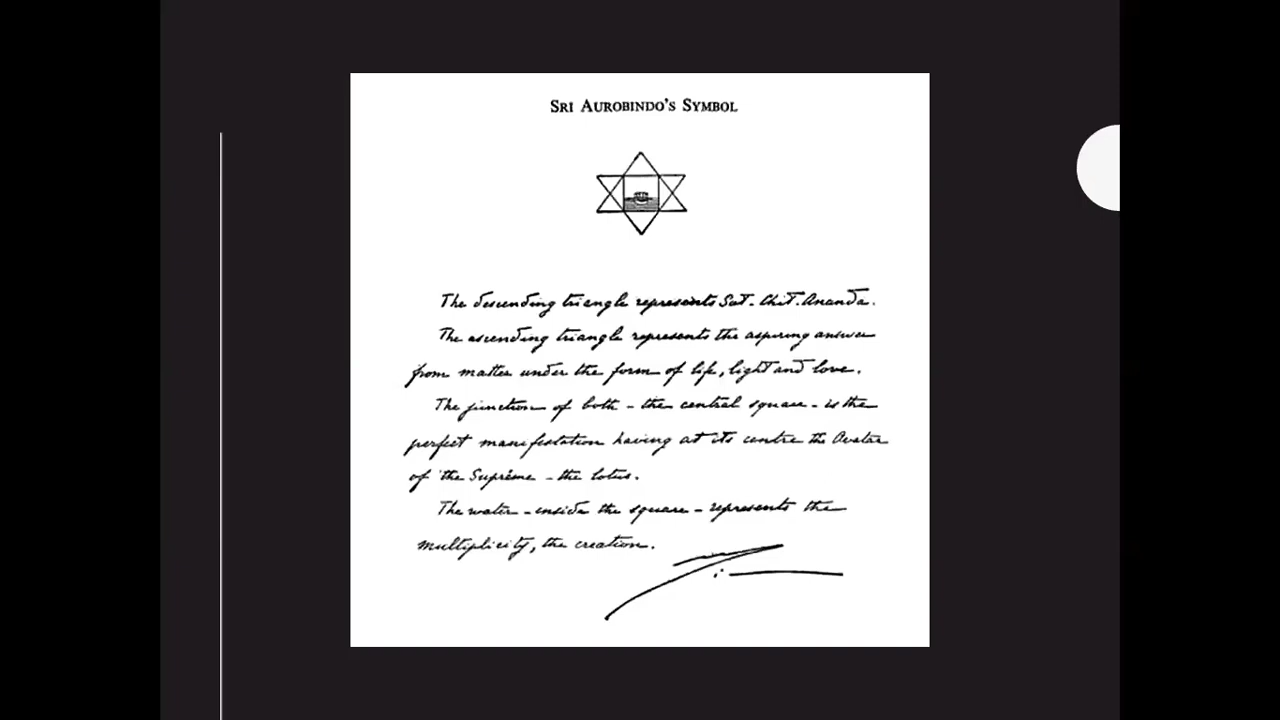 SRI AUROBINDO'S SYMBOL
The descending triangle represents Sat-Chit-Ananda.
The ascending triangle represents the aspiring answer
from matter under the form of life, light and love.
The junction of both - the central square - is the
perfect manifestation having at its centre the Avatar
of the Suprême - the lotus.
The water - inside the square - represents the
multiplicity, the creation.